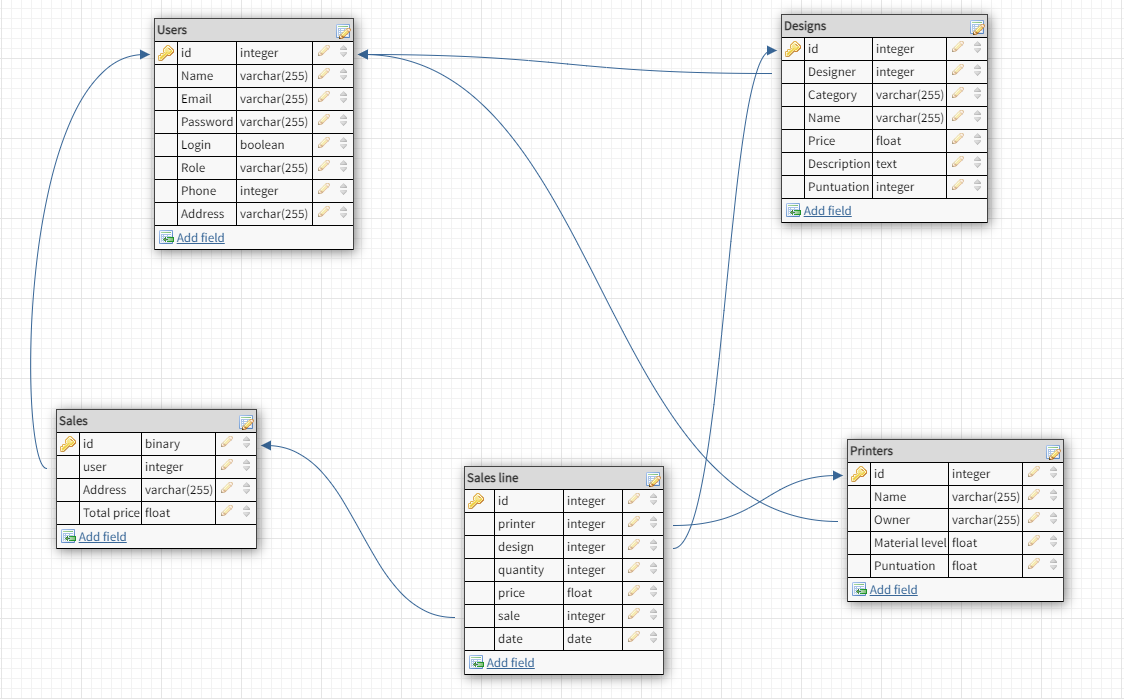 Users
id integer
Name varchar(255)
Email varchar(255)
Password varchar(255)
Login boolean
Role varchar(255)
Phone integer
Address varchar(255)
Add field
Designs
id integer
Designer integer
Category varchar(255)
Name varchar(255)
Price float
Description text
Puntuation integer
Add field
Sales
id binary
user integer
Address varchar(255)
Total price float
Add field
Sales line
id integer
printer integer
design integer
quantity integer
price float
sale integer
date date
Add field
Printers
id integer
Name varchar(255)
Owner varchar(255)
Material level float
Puntuation float
Add field